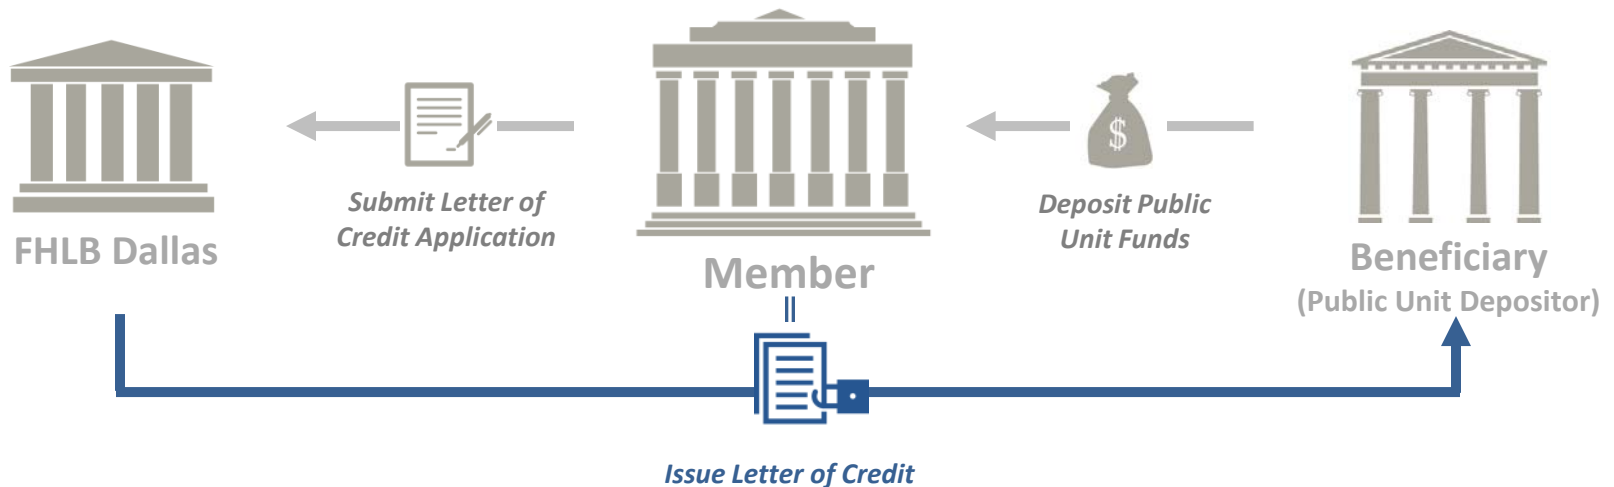 FHLB Dallas
Submit Letter of
Credit Application
Member
$
Deposit Public
Unit Funds
Beneficiary
(Public Unit Depositor)
Issue Letter of Credit